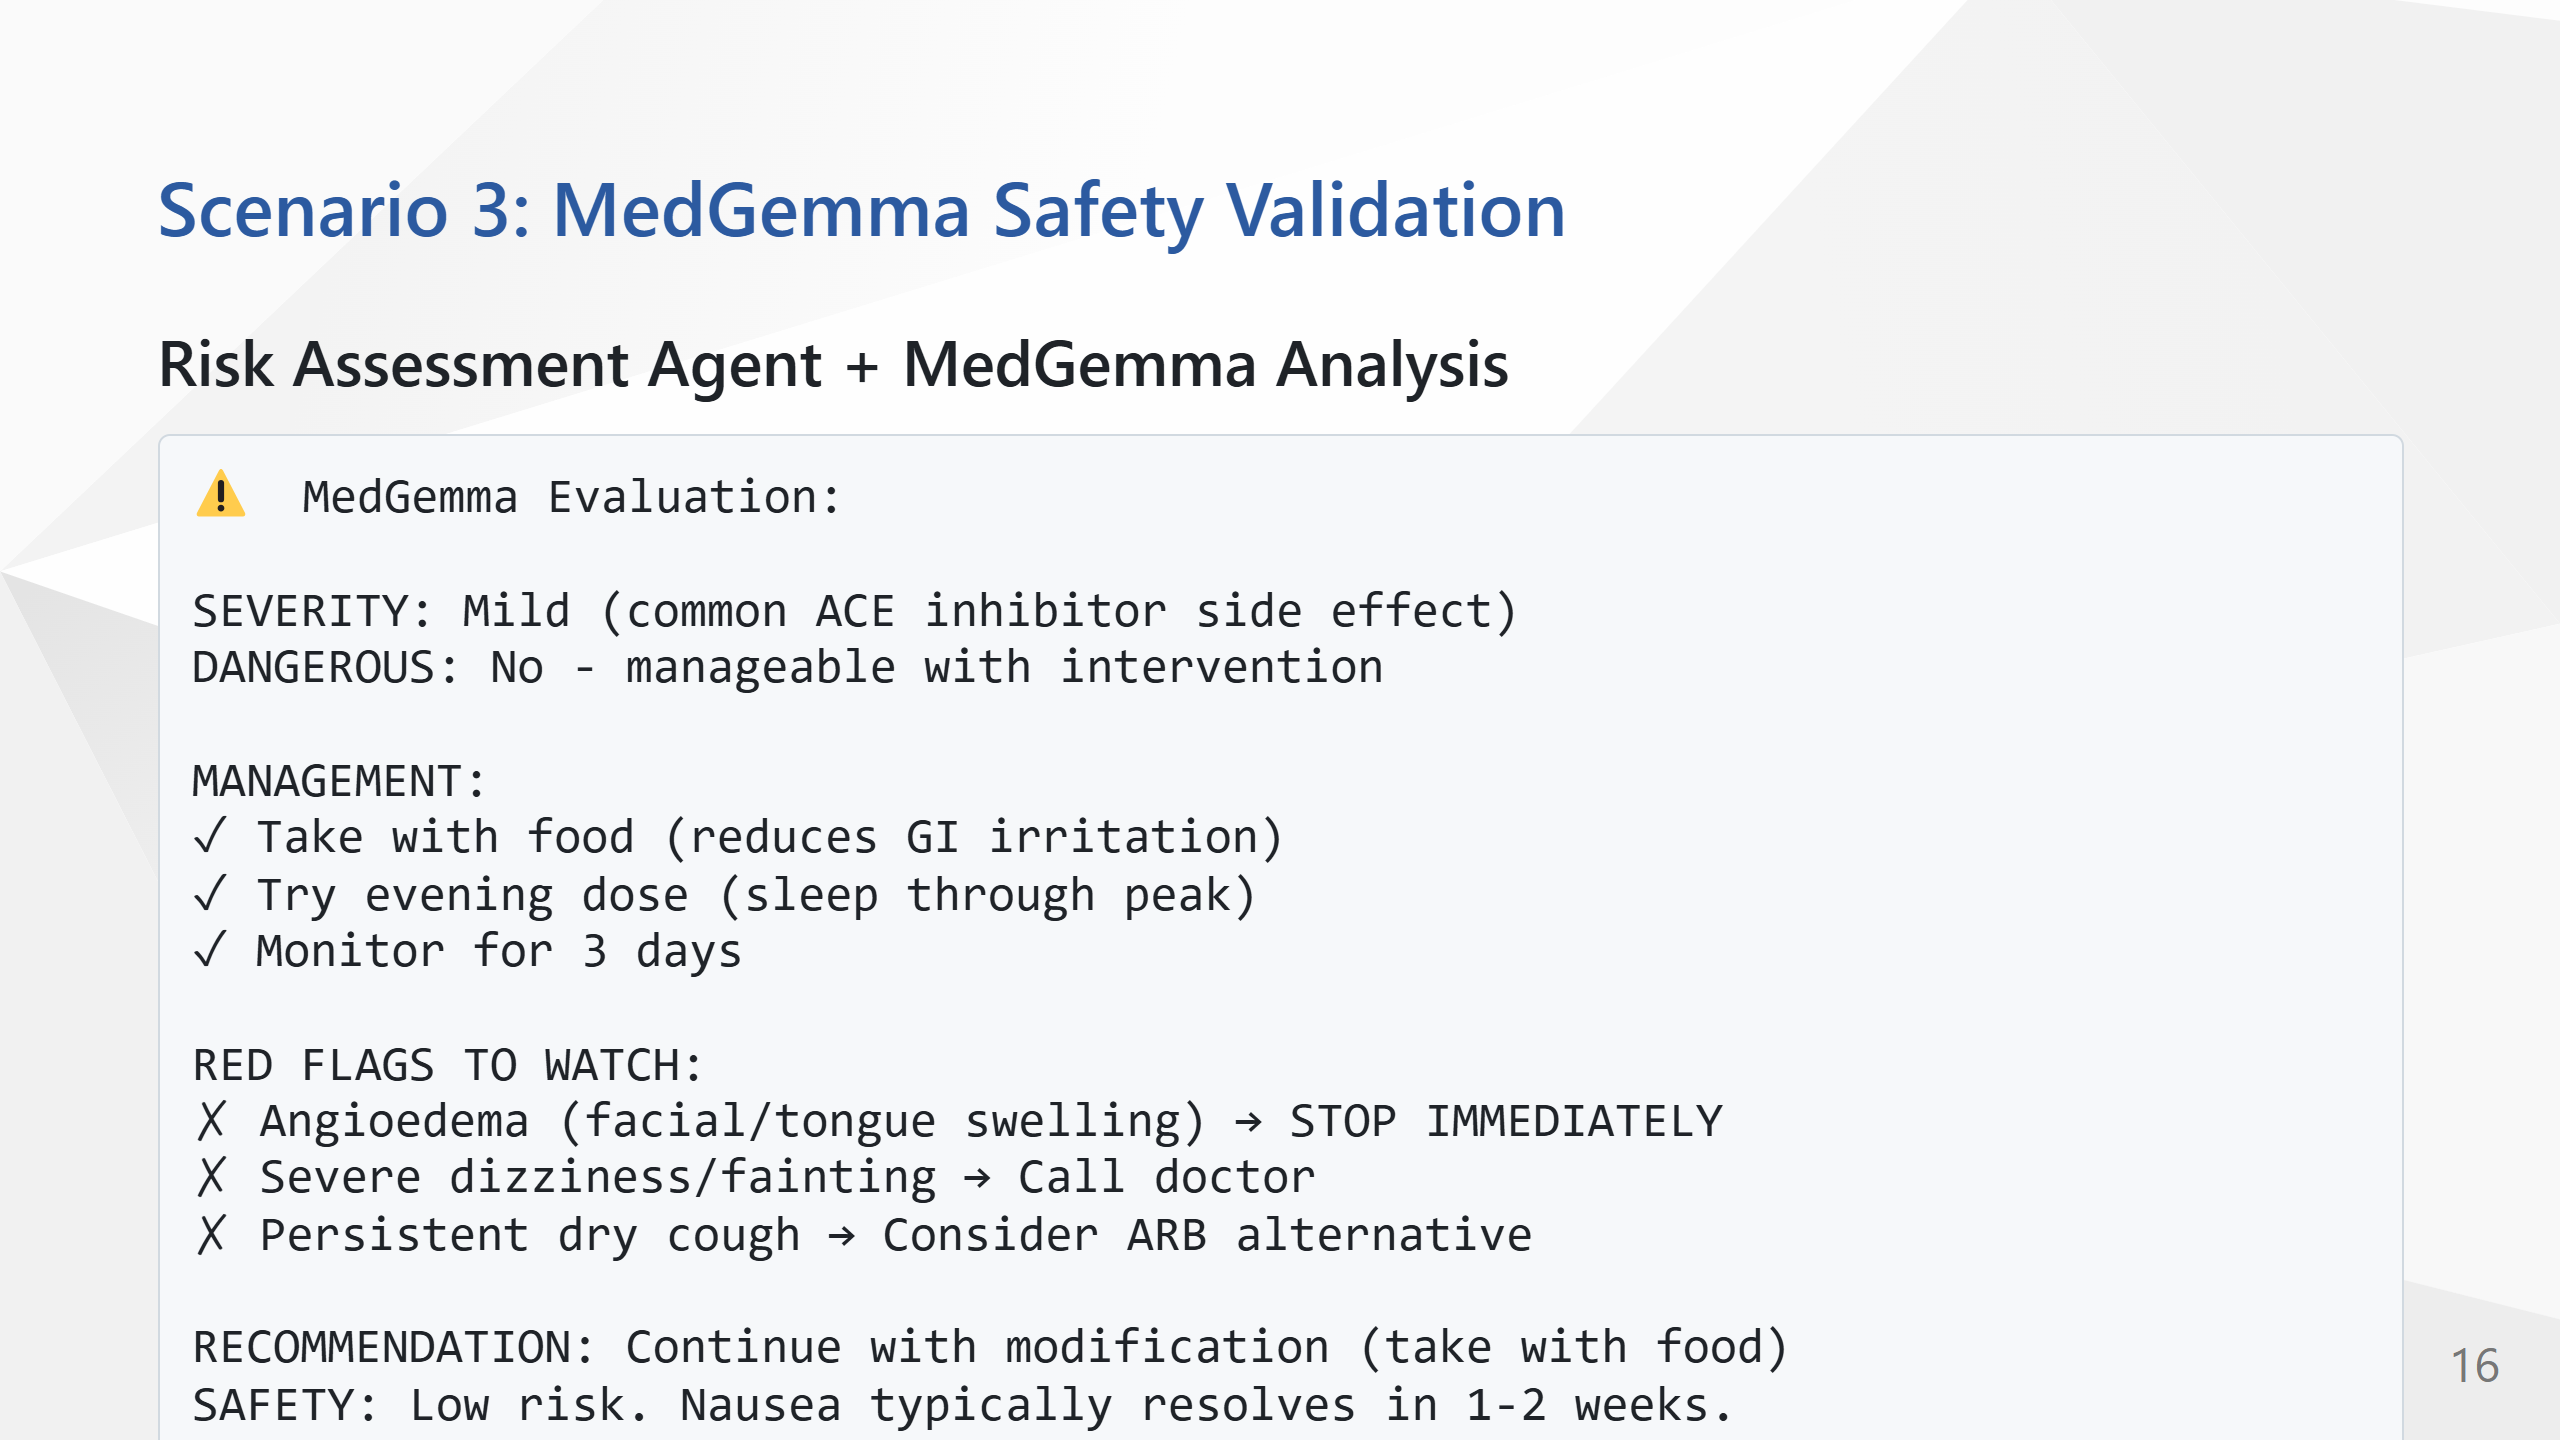 Scenario 3: MedGemma Safety Validation
Risk Assessment Agent + MedGemma Analysis
⚠️ MedGemma Evaluation:
SEVERITY: Mild (common ACE inhibitor side effect)
DANGEROUS: No - manageable with intervention
MANAGEMENT:
✓ Take with food (reduces GI irritation)
✓ Try evening dose (sleep through peak)
✓ Monitor for 3 days
RED FLAGS TO WATCH:
✗ Angioedema (facial/tongue swelling) → STOP IMMEDIATELY
✗ Severe dizziness/fainting → Call doctor
✗ Persistent dry cough → Consider ARB alternative
RECOMMENDATION: Continue with modification (take with food)
SAFETY: Low risk. Nausea typically resolves in 1-2 weeks.
16